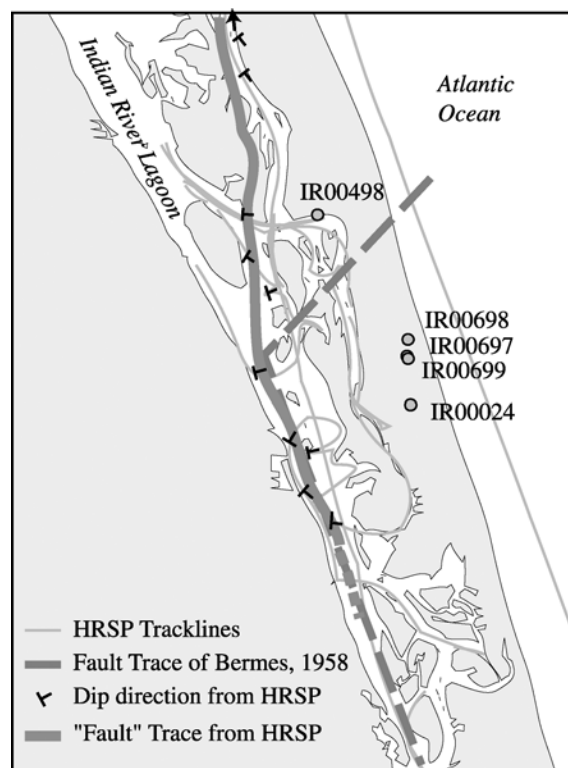 Indian River Lagoon
Atlantic
Ocean
IR00498
IR00698
IR00697
IR00699
IR00024
HRSP Tracklines
Fault Trace of Bermes, 1958
Dip direction from HRSP
"Fault" Trace from HRSP